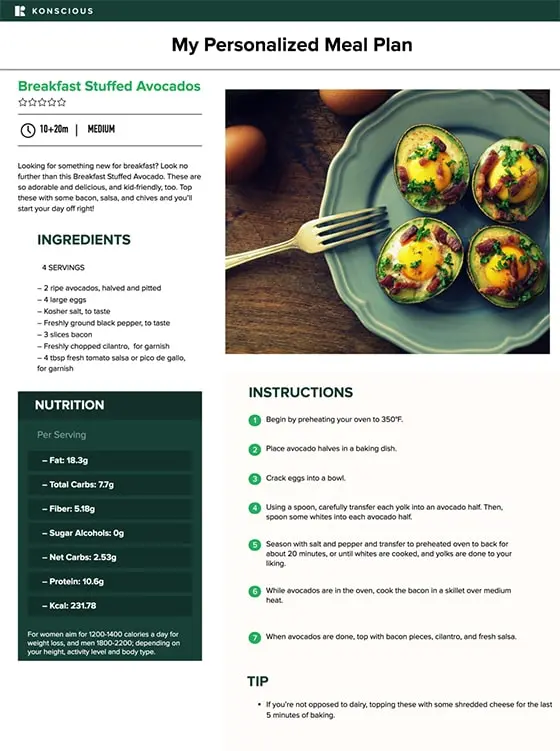 KONSCIOUS
My Personalized Meal Plan
Breakfast Stuffed Avocados
10+20m | MEDIUM
Looking for something new for breakfast? Look no
further than this Breakfast Stuffed Avocado. These are
so adorable and delicious, and kid-friendly, too. Top
these with some bacon, salsa, and chives and you'll
start your day off right!
INGREDIENTS
4 SERVINGS
– 2 ripe avocados, halved and pitted
– 4 large eggs
– Kosher salt, to taste
– Freshly ground black pepper, to taste
– 3 slices bacon
– Freshly chopped cilantro, for garnish
– 4 tbsp fresh tomato salsa or pico de gallo,
for garnish
NUTRITION
Per Serving
– Fat: 18.3g
– Total Carbs: 7.7g
– Fiber: 5.18g
– Sugar Alcohols: 0g
– Net Carbs: 2.53g
– Protein: 10.6g
– Kcal: 231.78
For women aim for 1200-1400 calories a day for
weight loss, and men 1800-2200; depending on
your height, activity level and body type.
INSTRUCTIONS
1 Begin by preheating your oven to 350°F.
2 Place avocado halves in a baking dish.
3 Crack eggs into a bowl.
4 Using a spoon, carefully transfer each yolk into an avocado half. Then,
spoon some whites into each avocado half.
5 Season with salt and pepper and transfer to preheated oven to back for
about 20 minutes, or until whites are cooked, and yolks are done to your
liking.
6 While avocados are in the oven, cook the bacon in a skillet over medium
heat.
7 When avocados are done, top with bacon pieces, cilantro, and fresh salsa.
TIP
• If you're not opposed to dairy, topping these with some shredded cheese for the last
5 minutes of baking.